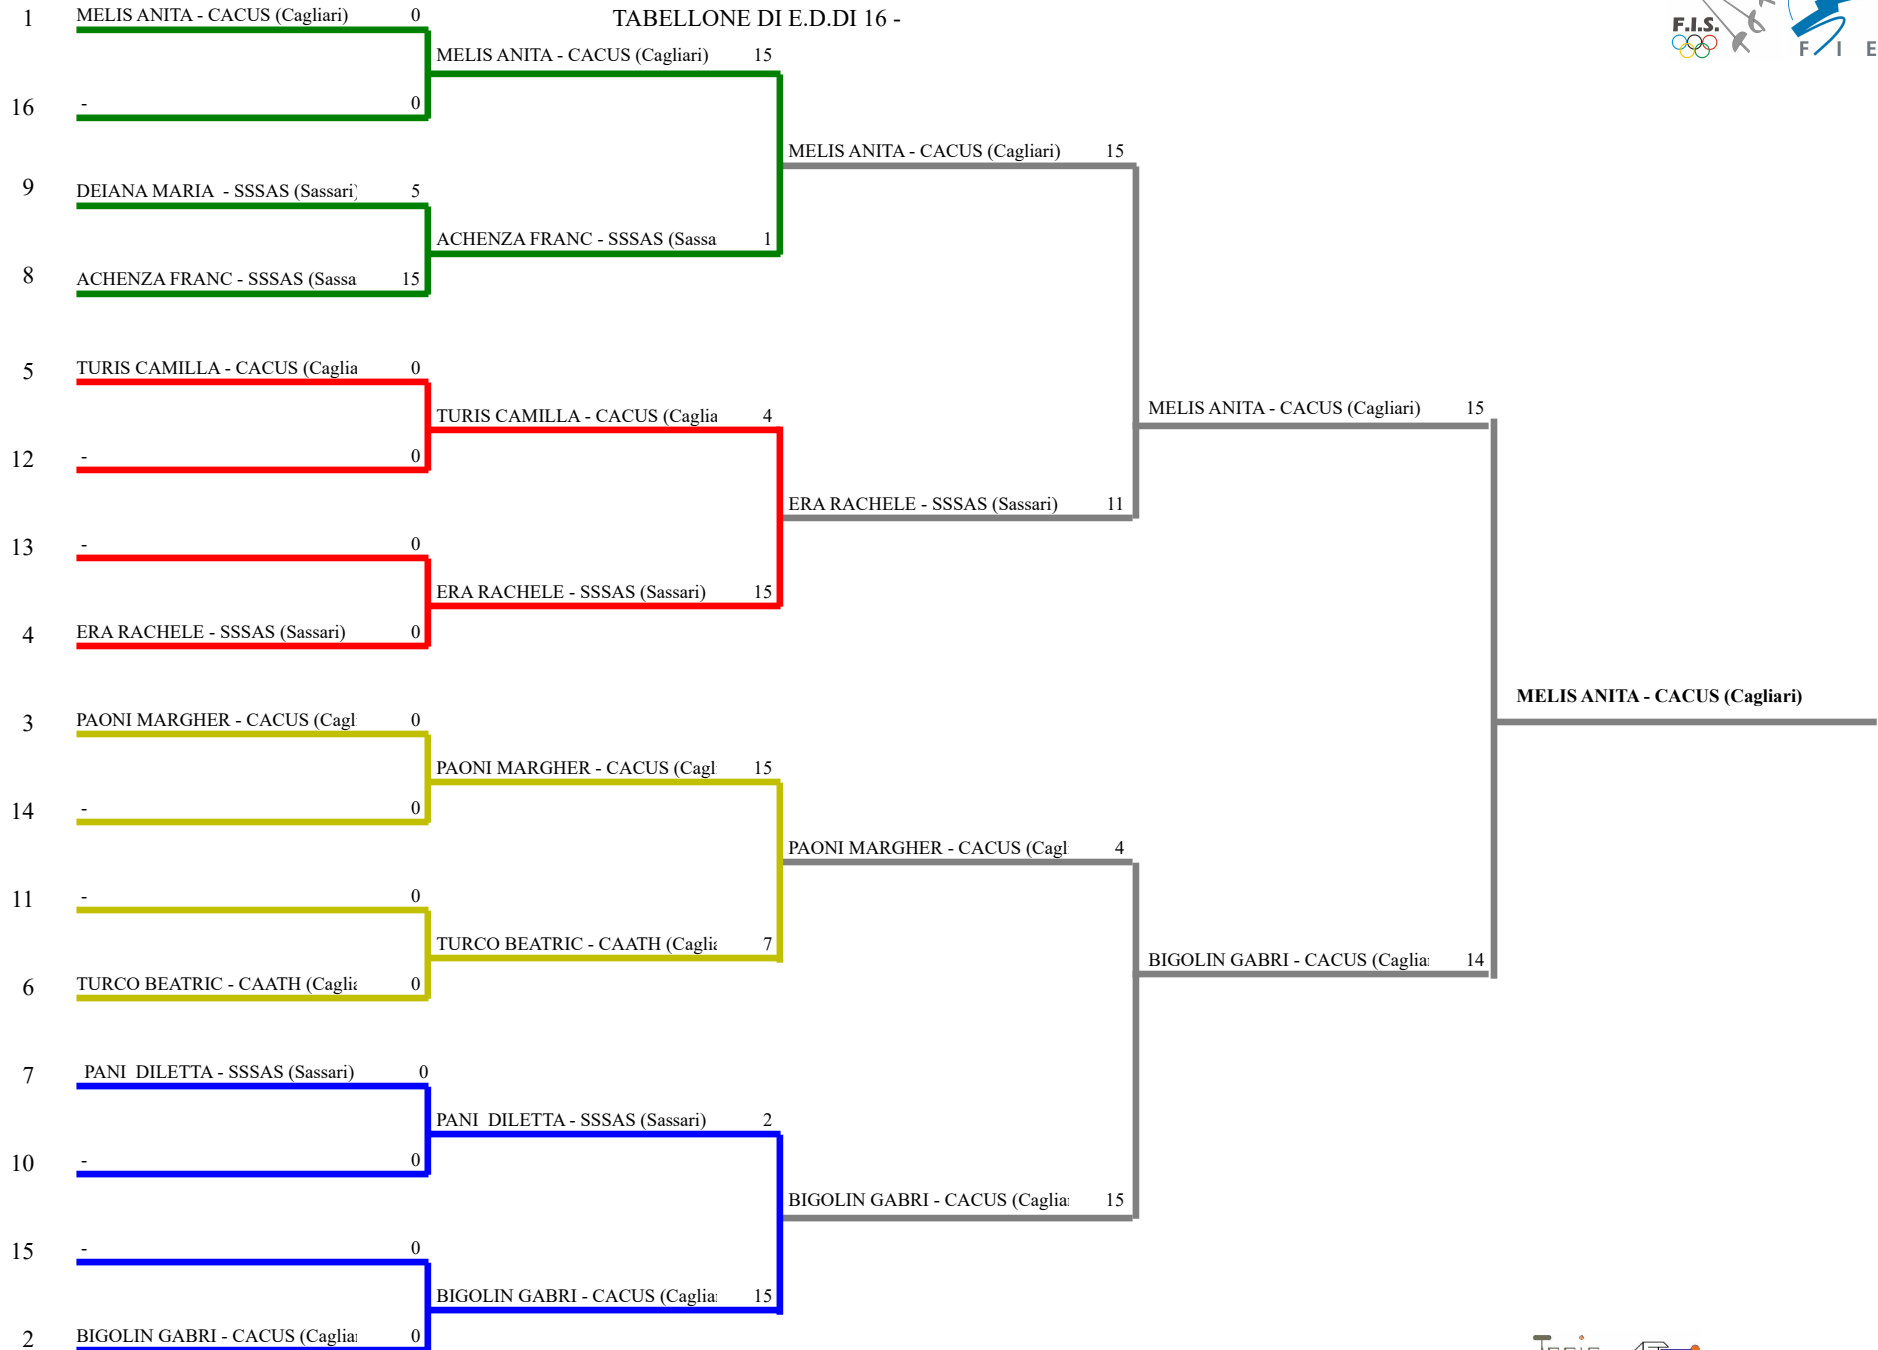 TABELLONE DI E.D.DI 16 -
F.I.S.
F I E
1 MELIS ANITA - CACUS (Cagliari) 0
MELIS ANITA - CACUS (Cagliari) 15
16 - 0
MELIS ANITA - CACUS (Cagliari) 15
9 DEIANA MARIA - SSSAS (Sassari) 5
ACHENZA FRANC - SSSAS (Sassa 1
8 ACHENZA FRANC - SSSAS (Sassa 15
5 TURIS CAMILLA - CACUS (Caglia 0
MELIS ANITA - CACUS (Cagliari) 15
TURIS CAMILLA - CACUS (Caglia 4
12 - 0
ERA RACHELE - SSSAS (Sassari) 11
13 - 0
ERA RACHELE - SSSAS (Sassari) 15
4 ERA RACHELE - SSSAS (Sassari) 0
MELIS ANITA - CACUS (Cagliari)
3 PAONI MARGHER - CACUS (Cagl 0
PAONI MARGHER - CACUS (Cagl 15
14 - 0
PAONI MARGHER - CACUS (Cagl 4
11 - 0
TURCO BEATRIC - CAATH (Caglia 7
BIGOLIN GABRI - CACUS (Caglia 14
6 TURCO BEATRIC - CAATH (Caglia 0
7 PANI DILETTA - SSSAS (Sassari) 0
PANI DILETTA - SSSAS (Sassari) 2
10 - 0
BIGOLIN GABRI - CACUS (Caglia 15
15 - 0
BIGOLIN GABRI - CACUS (Caglia 15
2 BIGOLIN GABRI - CACUS (Caglia 0